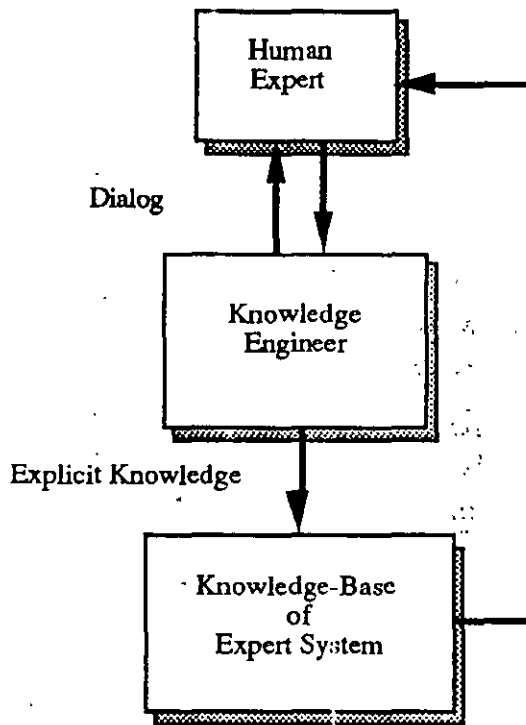 Human
Expert
Dialog
Knowledge
Engineer
Explicit Knowledge
Knowledge-Base
of
Expert System